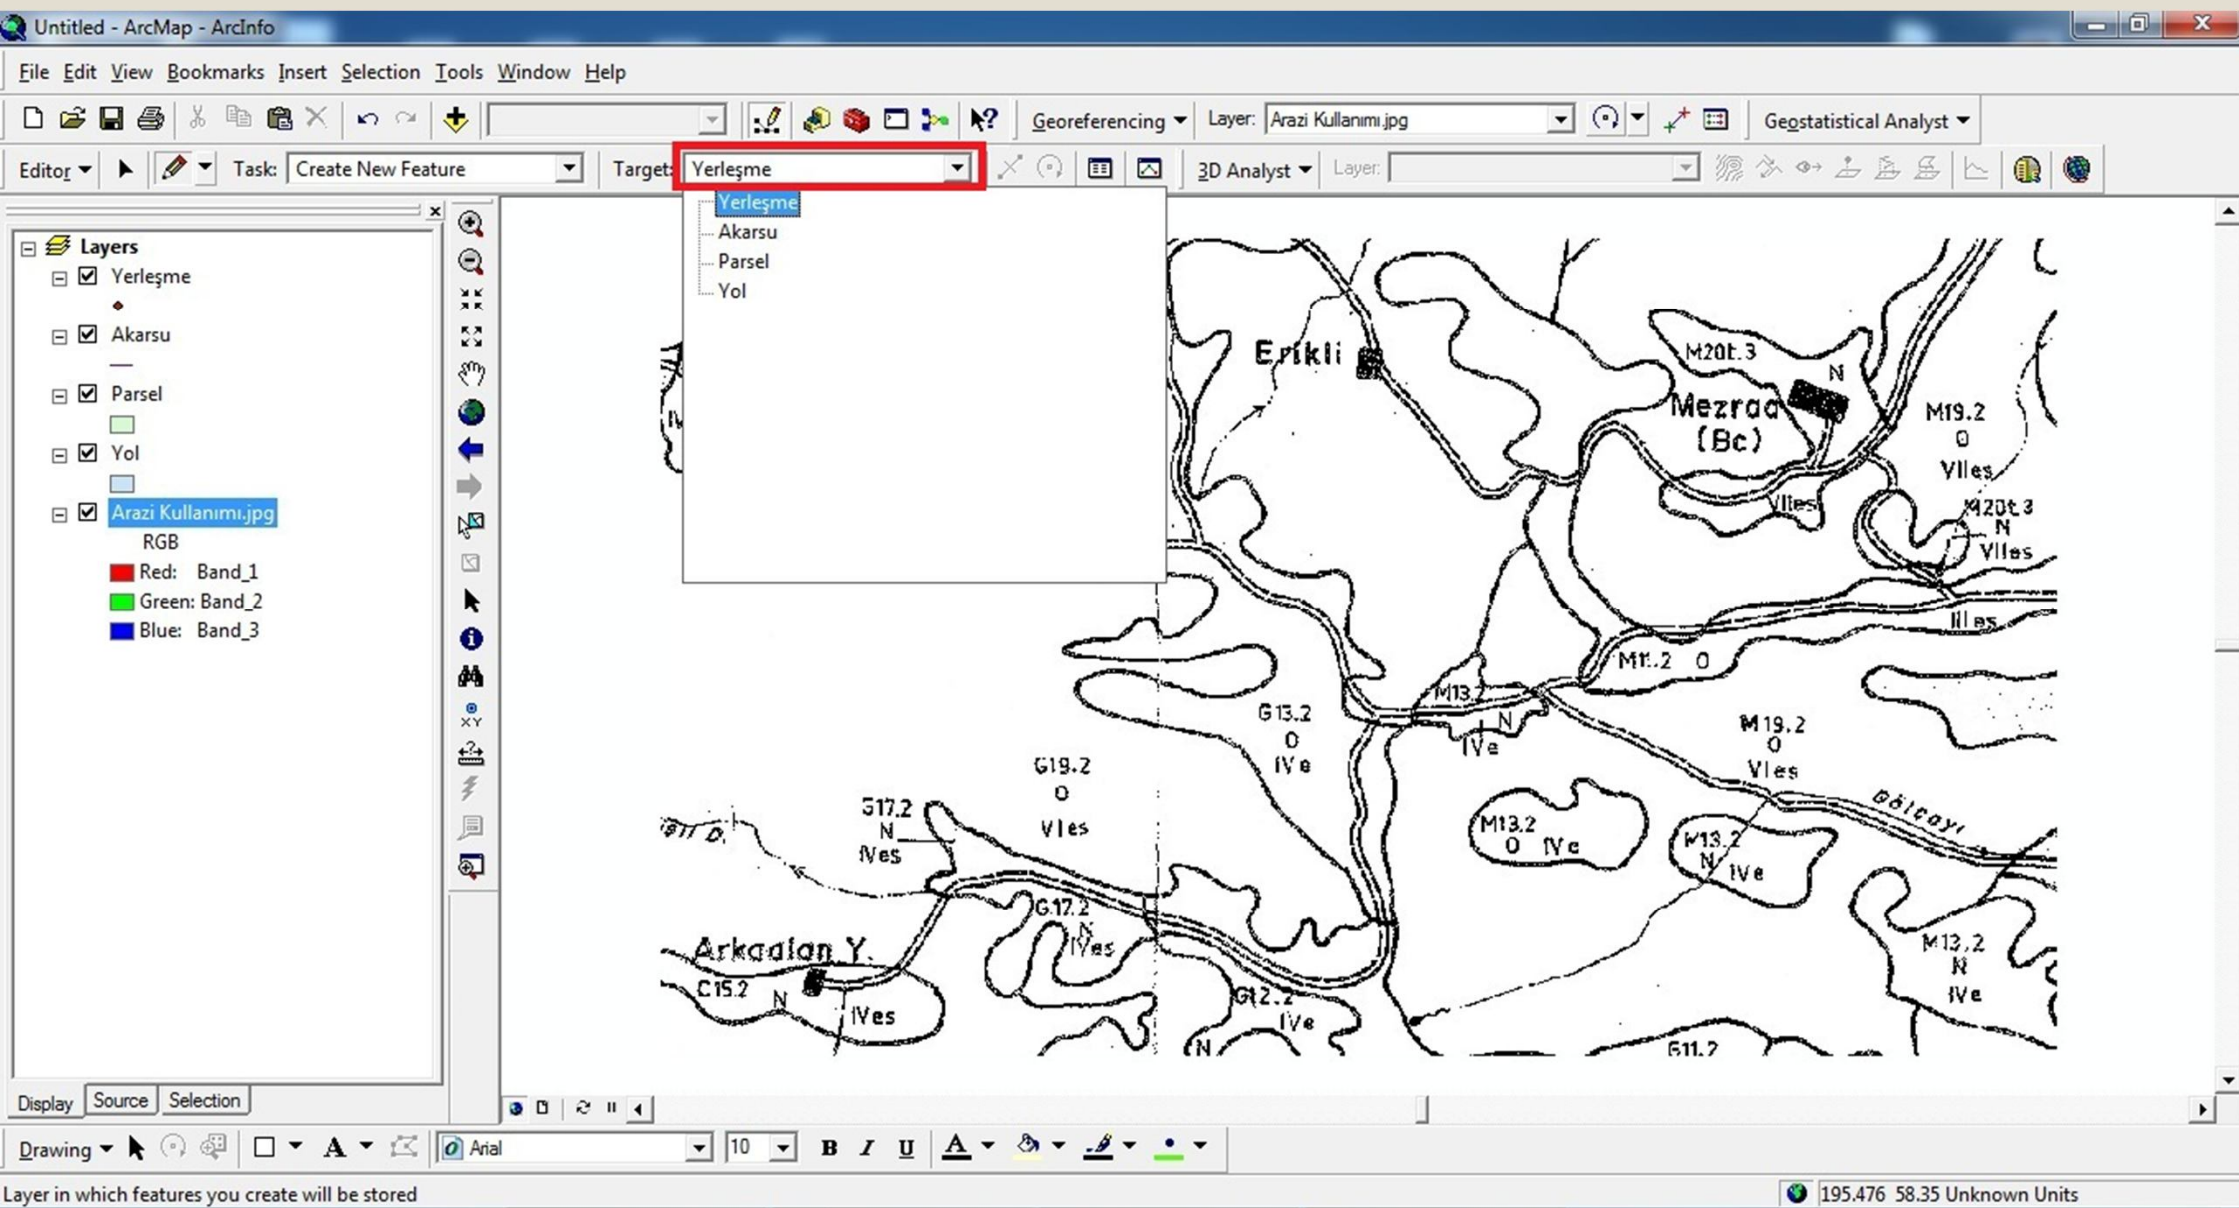 Untitled - ArcMap - ArcInfo
File Edit View Bookmarks Insert Selection Tools Window Help
Georeferencing Layer: Arazi Kullanımı.jpg Geostatistical Analyst
Editor Task: Create New Feature Target: Yerleşme 3D Analyst Layer:
Yerleşme
Akarsu
Parsel
Yol
Layers
Yerleşme
Akarsu
Parsel
Yol
Arazi Kullanımı.jpg
RGB
Red: Band_1
Green: Band_2
Blue: Band_3
XY
Erikli
M20t.3
N
Mezraa
(Bc)
VIIes
M19.2
O
VIIes
M20t.3
N
VIIes
IIIes
M11.2 O
M13.2
N
IVe
G13.2
O
IVe
M19.2
O
VIes
Gölçayı
G19.2
O
VIes
G17.2
N
IVes
M13.2
O IVe
M13.2
N IVe
G17.2
N
IVes
M13.2
N
IVe
Arkaalan Y.
C15.2 N
IVes
G12.2
IVe
N
G11.2
Display Source Selection
Drawing A Arial 10 B I U A
Layer in which features you create will be stored
195.476 58.35 Unknown Units